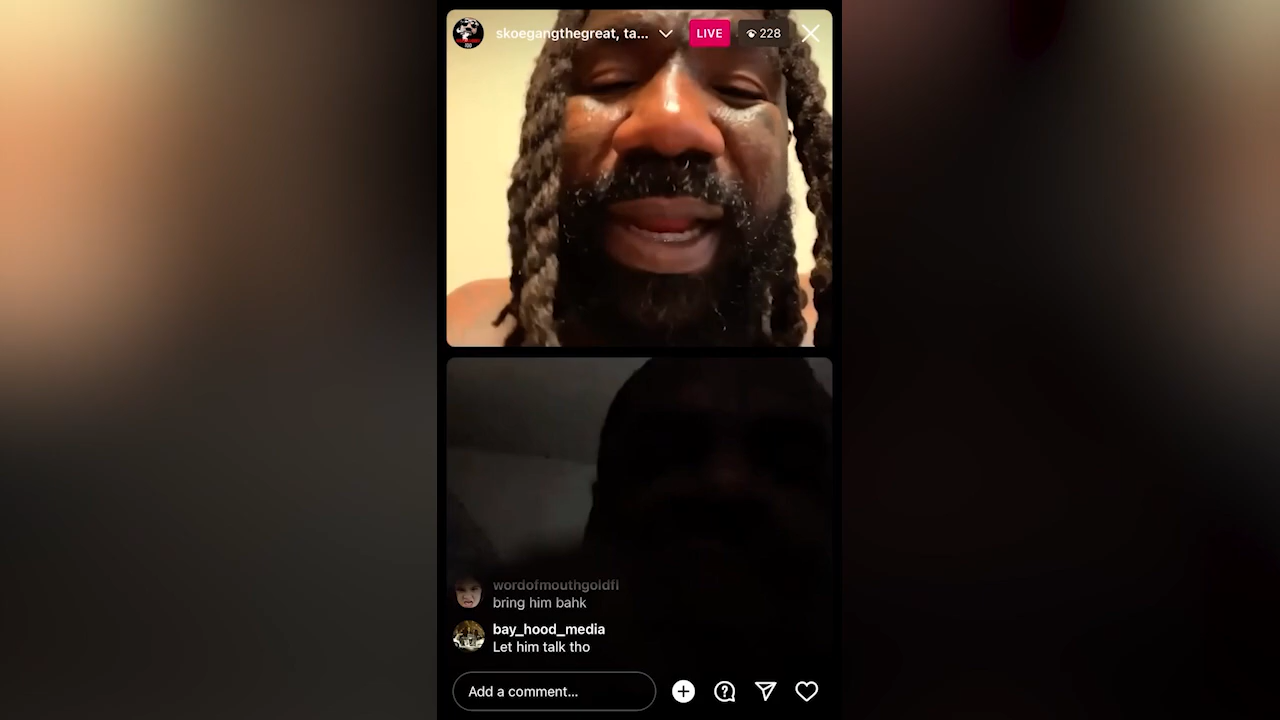 skoegangthegreat, ta...
LIVE
228
wordofmouthgoldfl
bring him bahk
bay_hood_media
Let him talk tho
Add a comment...